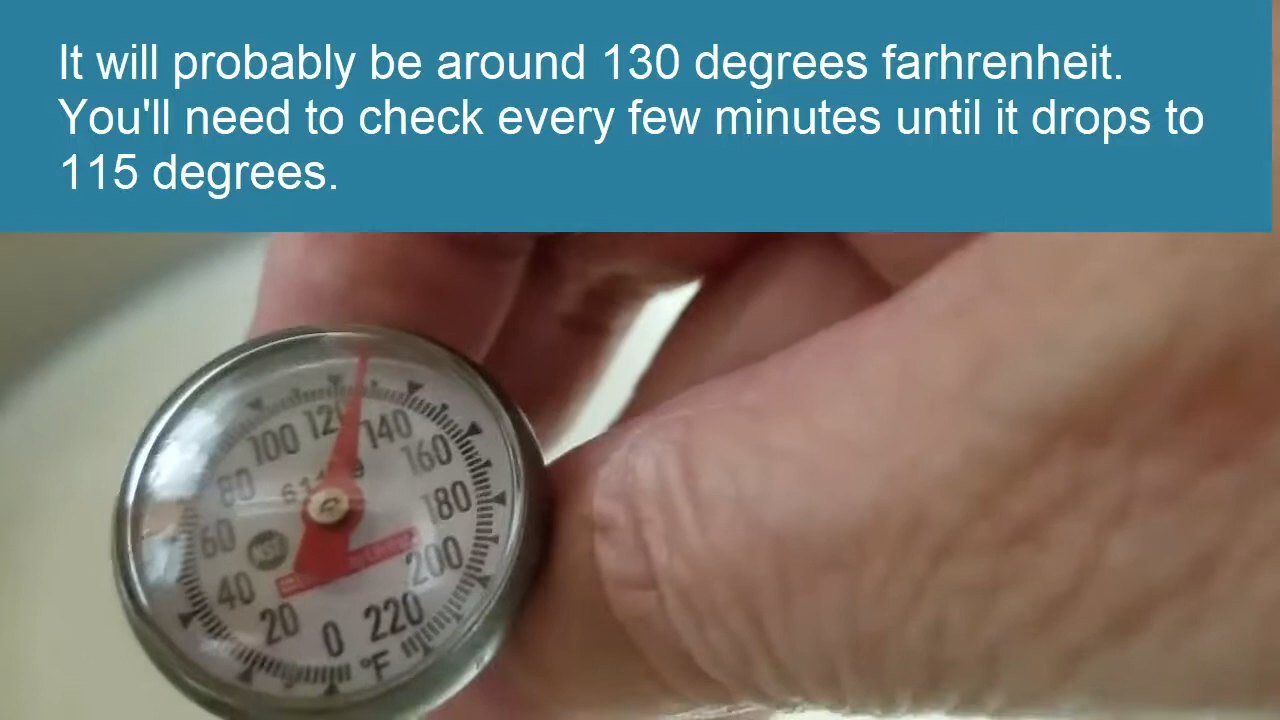 It will probably be around 130 degrees farhrenheit.
You'll need to check every few minutes until it drops to
115 degrees.
120
140
100
160
80
180
60
NSF
200
40
20
0
220
°F